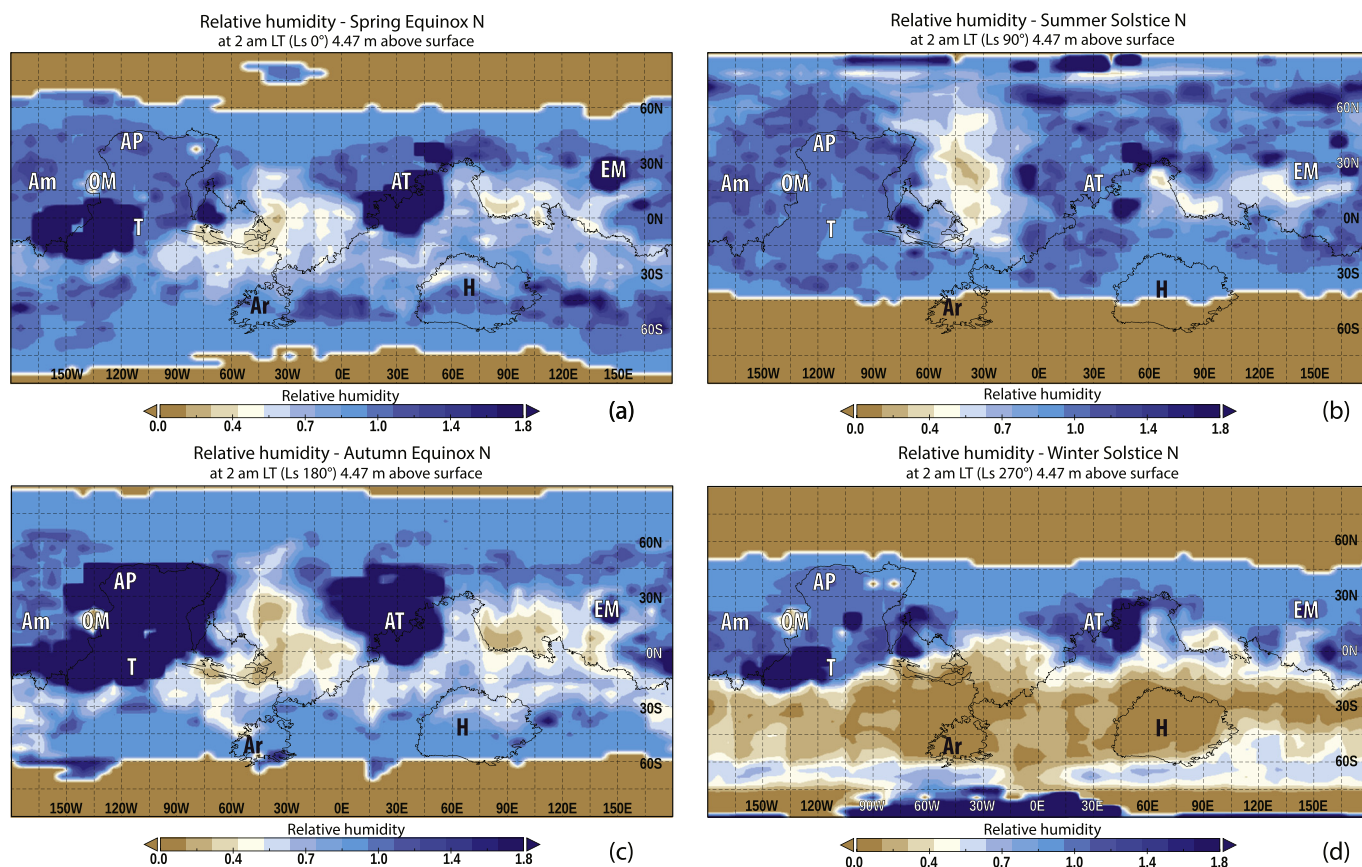 Relative humidity - Spring Equinox N
at 2 am LT (Ls 0°) 4.47 m above surface
60N
AP
30N
Am OM AT EM
T 0N
30S
H
Ar
60S
150W 120W 90W 60W 30W 0E 30E 60E 90E 120E 150E
Relative humidity
0.0 0.4 0.7 1.0 1.4 1.8
(a)
Relative humidity - Summer Solstice N
at 2 am LT (Ls 90°) 4.47 m above surface
60N
AP
30N
Am OM AT EM
T 0N
30S
H
Ar
60S
150W 120W 90W 60W 30W 0E 30E 60E 90E 120E 150E
Relative humidity
0.0 0.4 0.7 1.0 1.4 1.8
(b)
Relative humidity - Autumn Equinox N
at 2 am LT (Ls 180°) 4.47 m above surface
60N
AP
30N
Am OM AT EM
T 0N
30S
H
Ar
60S
150W 120W 90W 60W 30W 0E 30E 60E 90E 120E 150E
Relative humidity
0.0 0.4 0.7 1.0 1.4 1.8
(c)
Relative humidity - Winter Solstice N
at 2 am LT (Ls 270°) 4.47 m above surface
60N
AP
30N
Am OM AT EM
T 0N
30S
H
Ar
60S
150W 120W 90W 60W 30W 0E 30E 60E 90E 120E 150E
Relative humidity
0.0 0.4 0.7 1.0 1.4 1.8
(d)